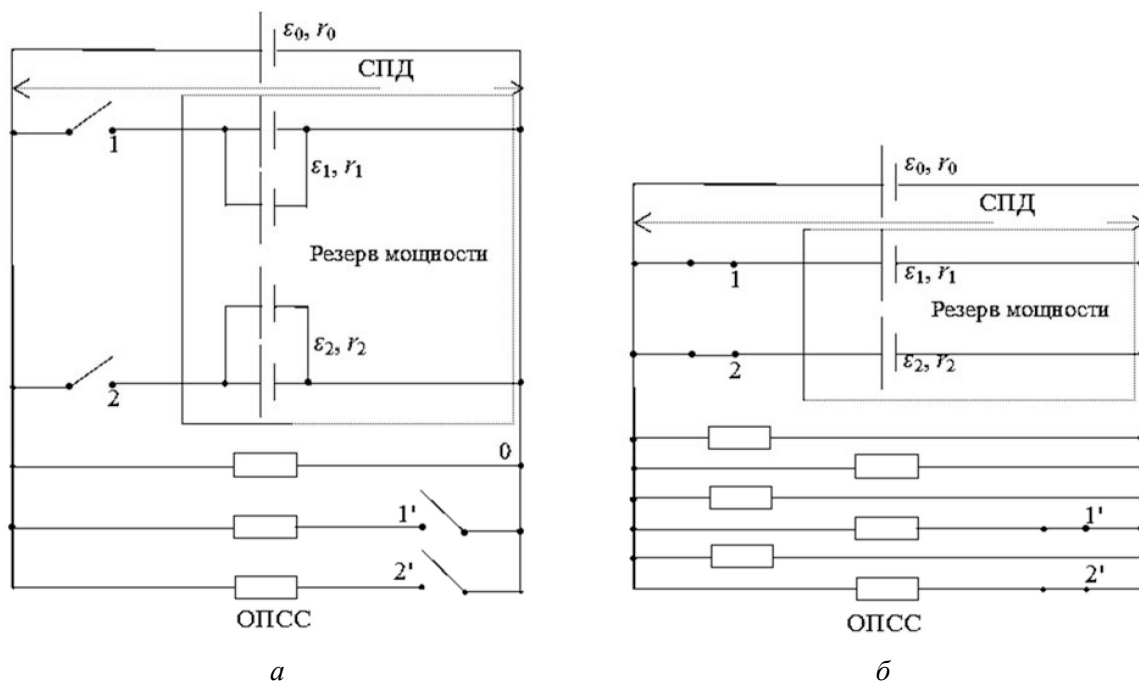 ε₀, r₀
СПД
1
ε₁, r₁
Резерв мощности
ε₂, r₂
2
0
1'
2'
ОПСС
а
ε₀, r₀
СПД
1
ε₁, r₁
Резерв мощности
2
ε₂, r₂
1'
2'
ОПСС
б